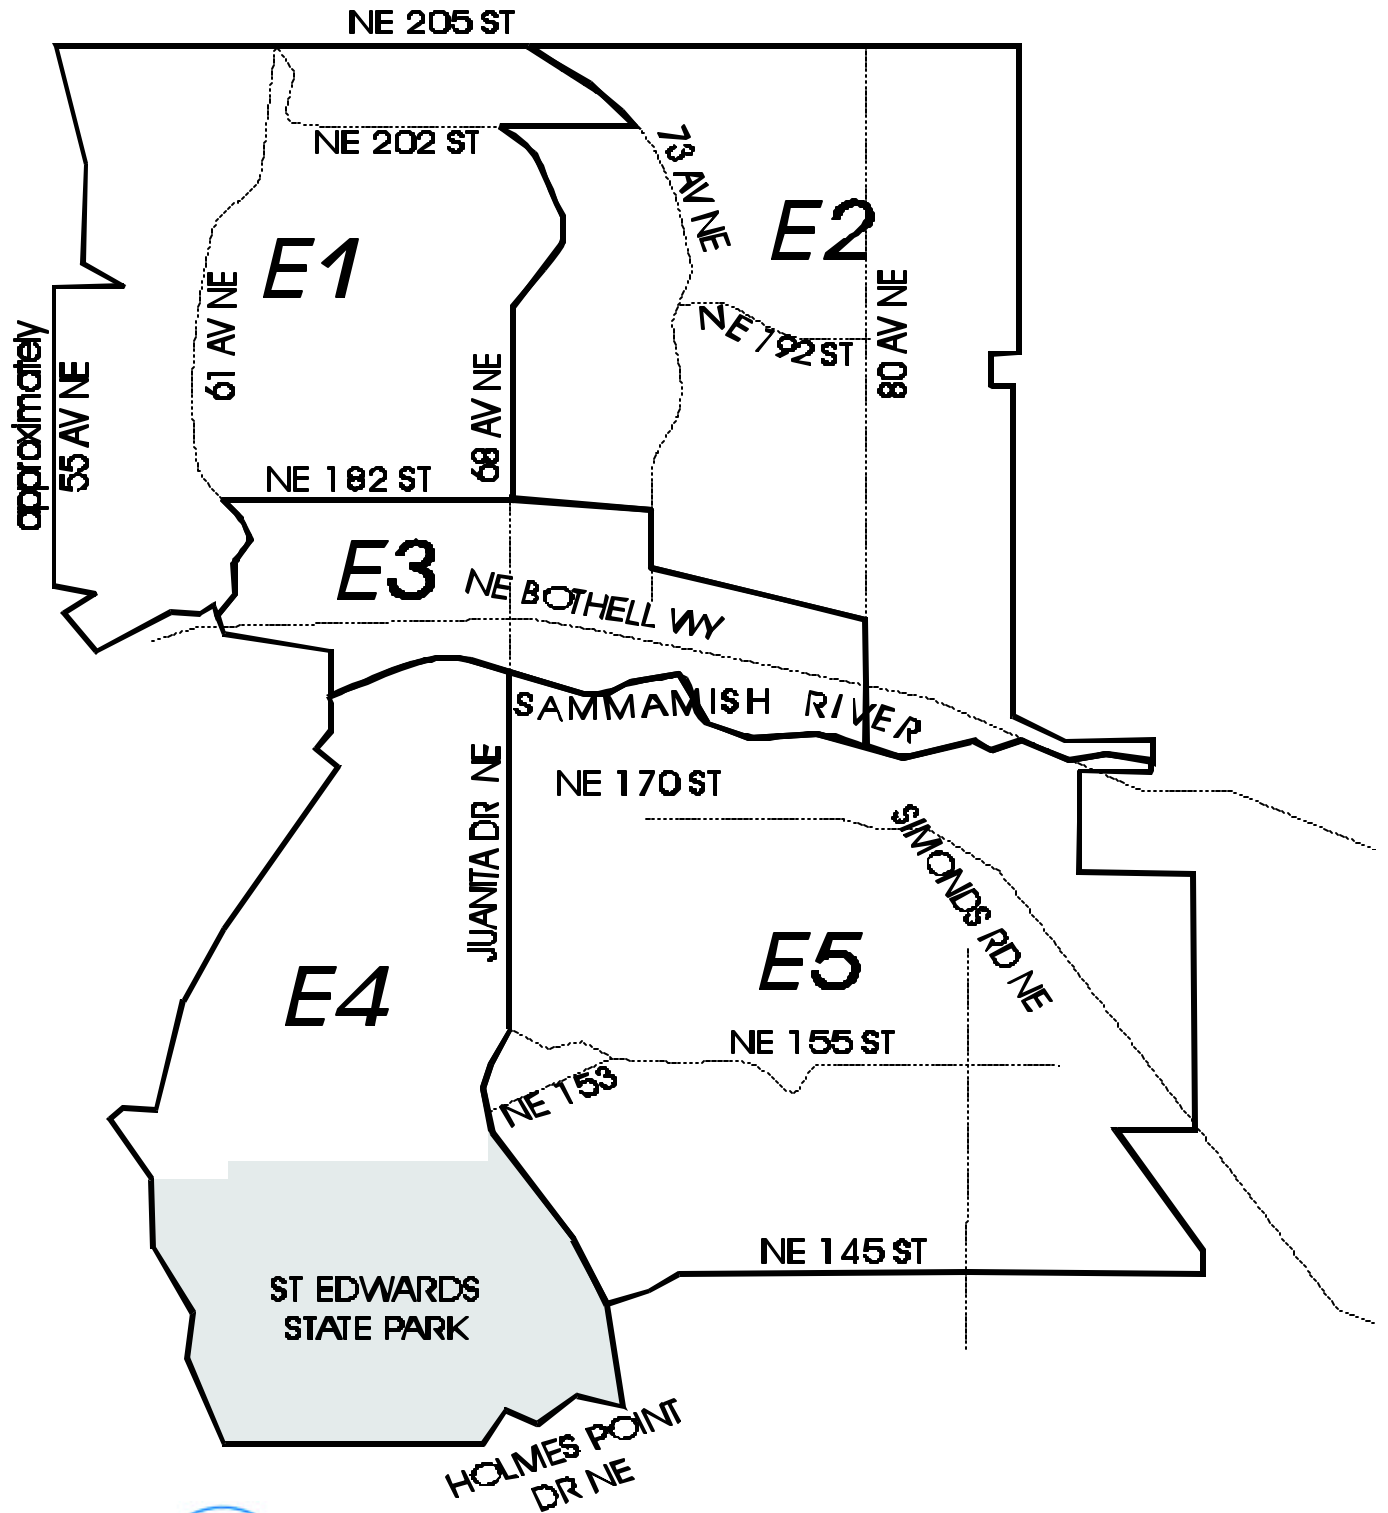 NE 205 ST
NE 202 ST
73 AV NE
E2
E1
61 AV NE
80 AV NE
NE 192 ST
approximately
55 AV NE
68 AV NE
NE 182 ST
E3
NE BOTHELL WY
SAMMAMISH RIVER
JUANITA DR NE
NE 170 ST
SIMONDS RD NE
E5
E4
NE 155 ST
NE 153
NE 145 ST
ST EDWARDS
STATE PARK
HOLMES POINT
DR NE